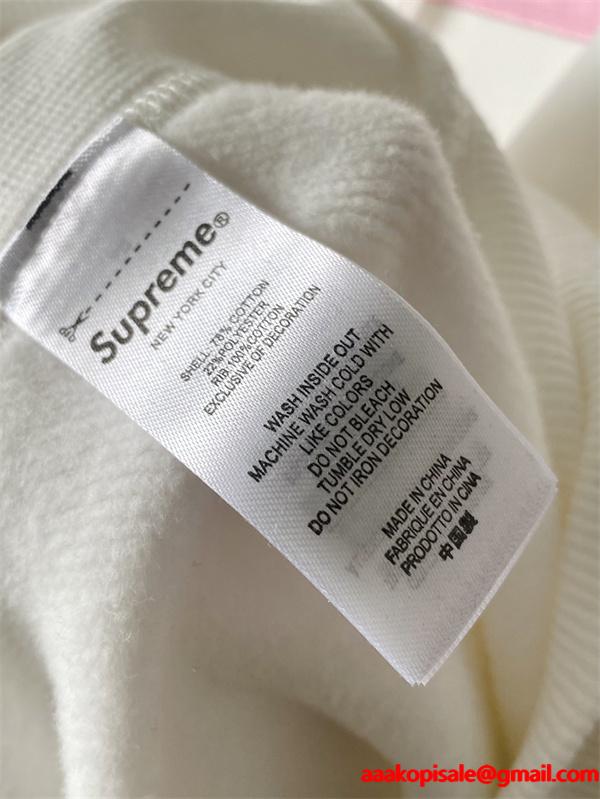 Supreme®
NEW YORK CITY
SHELL: 78% COTTON
22%POLYESTER
RIB:100%COTTON
EXCLUSIVE OF DECORATION
WASH INSIDE OUT
MACHINE WASH COLD WITH
LIKE COLORS
DO NOT BLEACH
TUMBLE DRY LOW
DO NOT IRON DECORATION
MADE IN CHINA
FABRIQUE EN CHINA
PRODOTTO IN CINA
中国製
aaakopisale@gmail.com